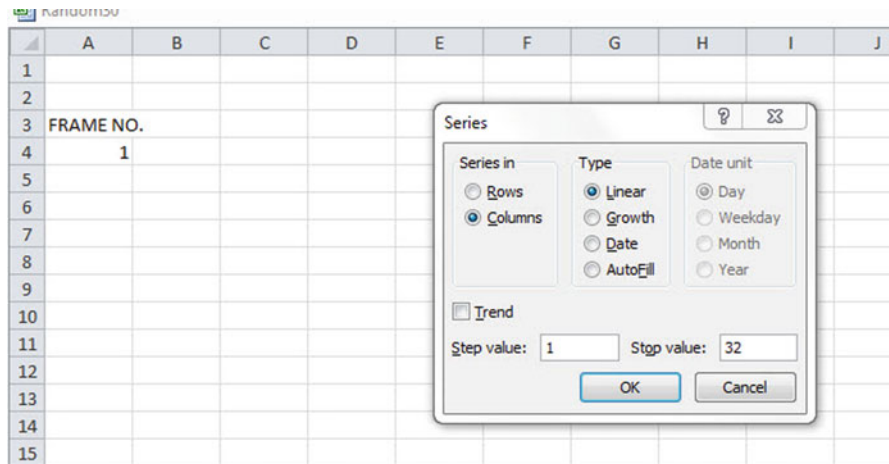 Random30
A B C D E F G H I J
1
2
3 FRAME NO.
4 1
5
6
7
8
9
10
11
12
13
14
15
Series
Series in Type Date unit
Rows Linear Day
Columns Growth Weekday
Date Month
AutoFill Year
Trend
Step value: 1 Stop value: 32
OK Cancel